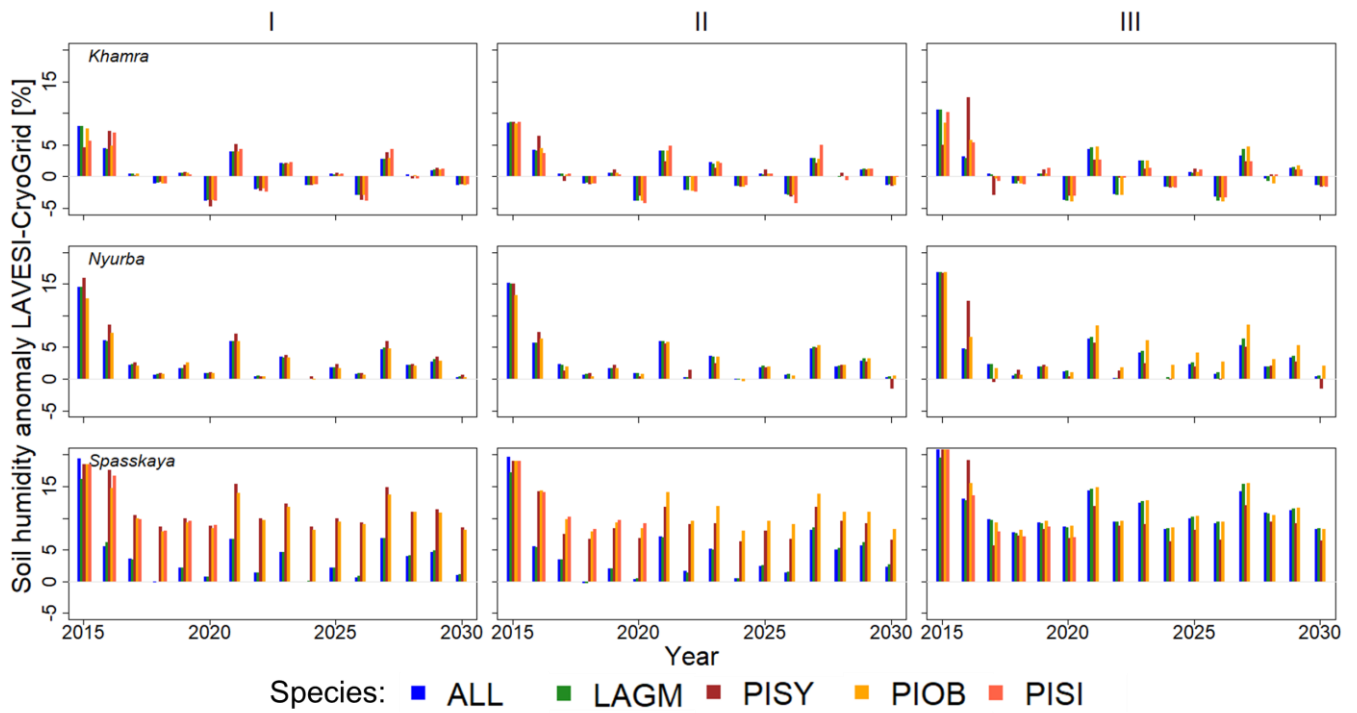 I II III
Soil humidity anomaly LAVESI-CryoGrid [%]
Khamra
15
5
0
-5
Nyurba
15
5
0
-5
Spasskaya
15
5
0
-5
2015 2020 2025 2030 2015 2020 2025 2030 2015 2020 2025 2030
Year
Species: ALL LAGM PISY PIOB PISI